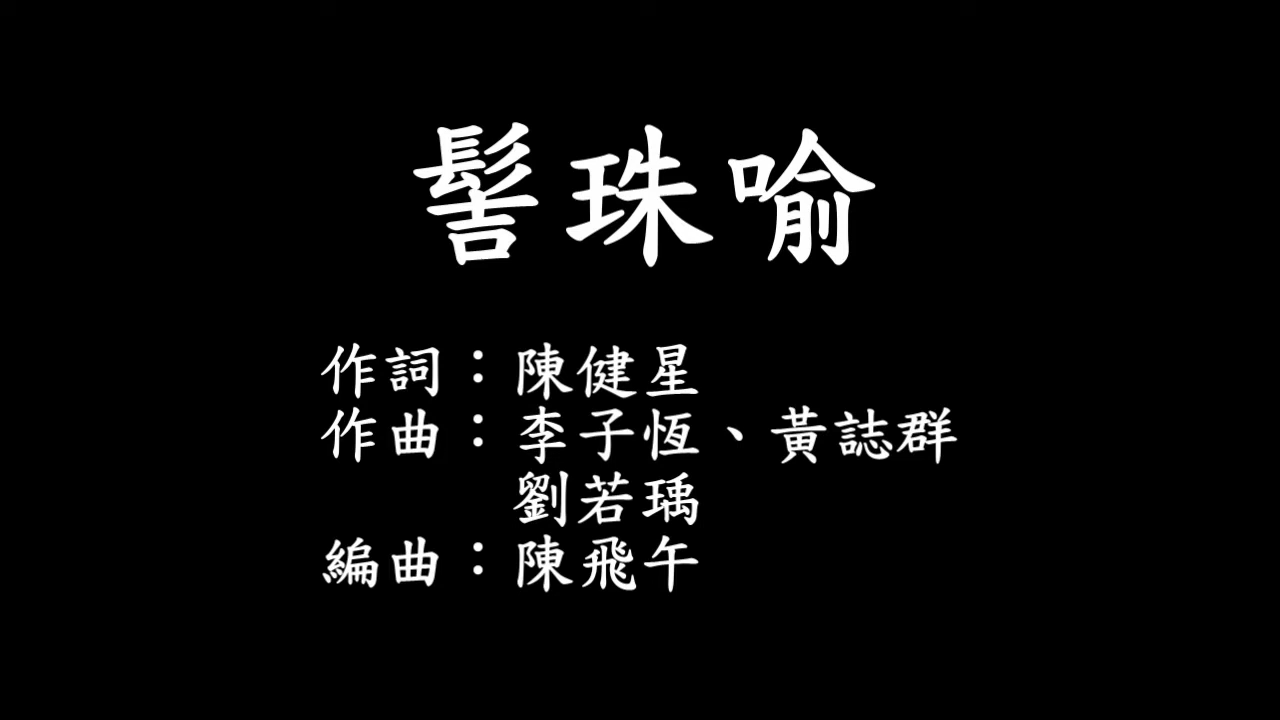 髻珠喻
作詞：陳健星
作曲：李子恆、黃誌群
劉若瑀
編曲：陳飛午